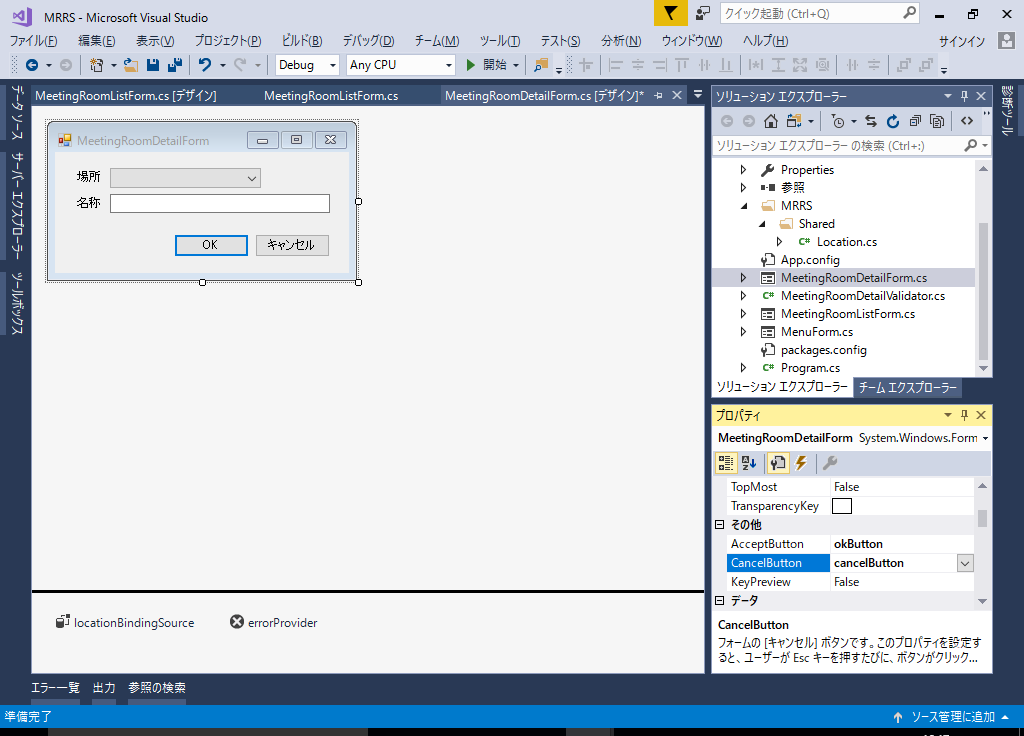 MRRS - Microsoft Visual Studio
クイック起動 (Ctrl+Q)
ファイル(F) 編集(E) 表示(V) プロジェクト(P) ビルド(B) デバッグ(D) チーム(M) ツール(T) テスト(S) 分析(N) ウィンドウ(W) ヘルプ(H) サインイン
Debug Any CPU 開始
データ ソース
サーバー エクスプローラー
ツールボックス
MeetingRoomListForm.cs [デザイン] MeetingRoomListForm.cs MeetingRoomDetailForm.cs [デザイン]*
MeetingRoomDetailForm
場所
名称
OK キャンセル
locationBindingSource errorProvider
ソリューション エクスプローラー
ソリューション エクスプローラー の検索 (Ctrl+:)
Properties
参照
MRRS
Shared
C# Location.cs
App.config
MeetingRoomDetailForm.cs
C# MeetingRoomDetailValidator.cs
MeetingRoomListForm.cs
MenuForm.cs
packages.config
C# Program.cs
ソリューション エクスプローラー チーム エクスプローラー
診断ツール
プロパティ
MeetingRoomDetailForm System.Windows.Form
TopMost False
TransparencyKey
その他
AcceptButton okButton
CancelButton cancelButton
KeyPreview False
データ
CancelButton
フォームの [キャンセル] ボタンです。このプロパティを設定す
ると、ユーザーが Esc キーを押すたびに、ボタンがクリック...
エラー一覧 出力 参照の検索
準備完了 ソース管理に追加